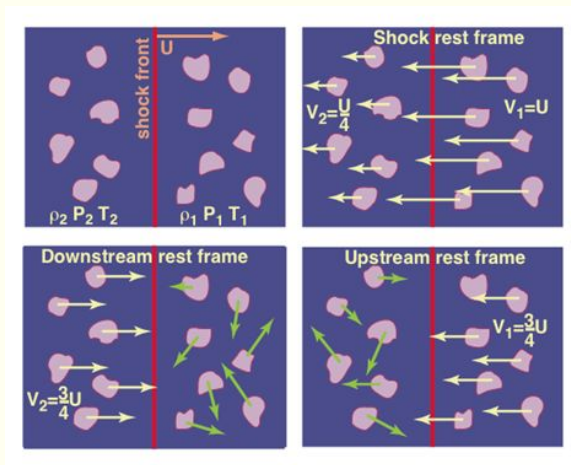 shock front
U
ρ₂ P₂ T₂
ρ₁ P₁ T₁
Shock rest frame
V₂=U/4
V₁=U
Downstream rest frame
V₂=3/4U
Upstream rest frame
V₁=3/4U